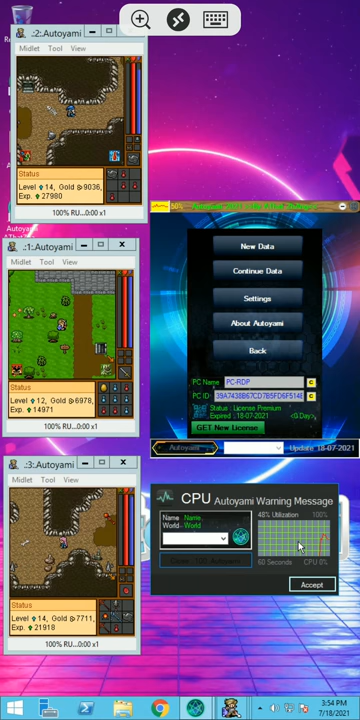 .:2:.Autoyami
Midlet Tool View
Status
Level 14, Gold 9036,
Exp. 27980
100% RU...0:00 x1
Autoyami
.:1:.Autoyami
Midlet Tool View
Status
Level 12, Gold 6978,
Exp. 14971
100% RU...0:00 x1
.:3:.Autoyami
Midlet Tool View
Status
Level 14, Gold 7711,
Exp. 21918
100% RU...0:00 x1
50%
New Data
Continue Data
Settings
About Autoyami
Back
PC Name PC-RDP C
PC ID 39A7438B67CD7B5FD6F514 C
Status : License Premium
Expired : 18-07-2021 <0 Day>
GET New License
Autoyami Update 18-07-2021
CPU Autoyami Warning Message
Name Name
World - World
48% Utilization 100%
60 Seconds CPU 0%
Accept
3:54 PM
7/18/2021